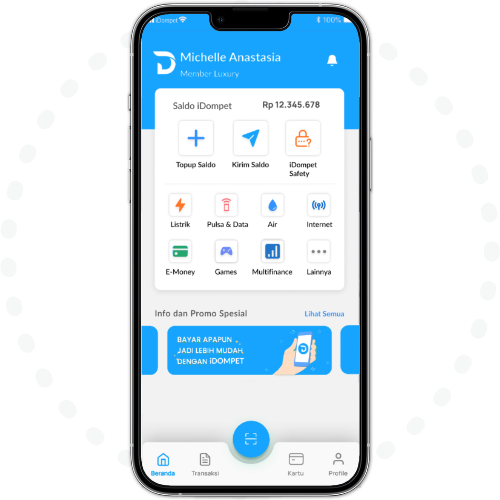 iDompet
100%
Michelle Anastasia
Member Luxury
Saldo iDompet
Rp 12.345.678
Topup Saldo
Kirim Saldo
iDompet
Safety
Listrik
Pulsa & Data
Air
Internet
E-Money
Games
Multifinance
Lainnya
Info dan Promo Spesial
Lihat Semua
BAYAR APAPUN
JADI LEBIH MUDAH
DENGAN iDOMPET
Beranda
Transaksi
Kartu
Profile